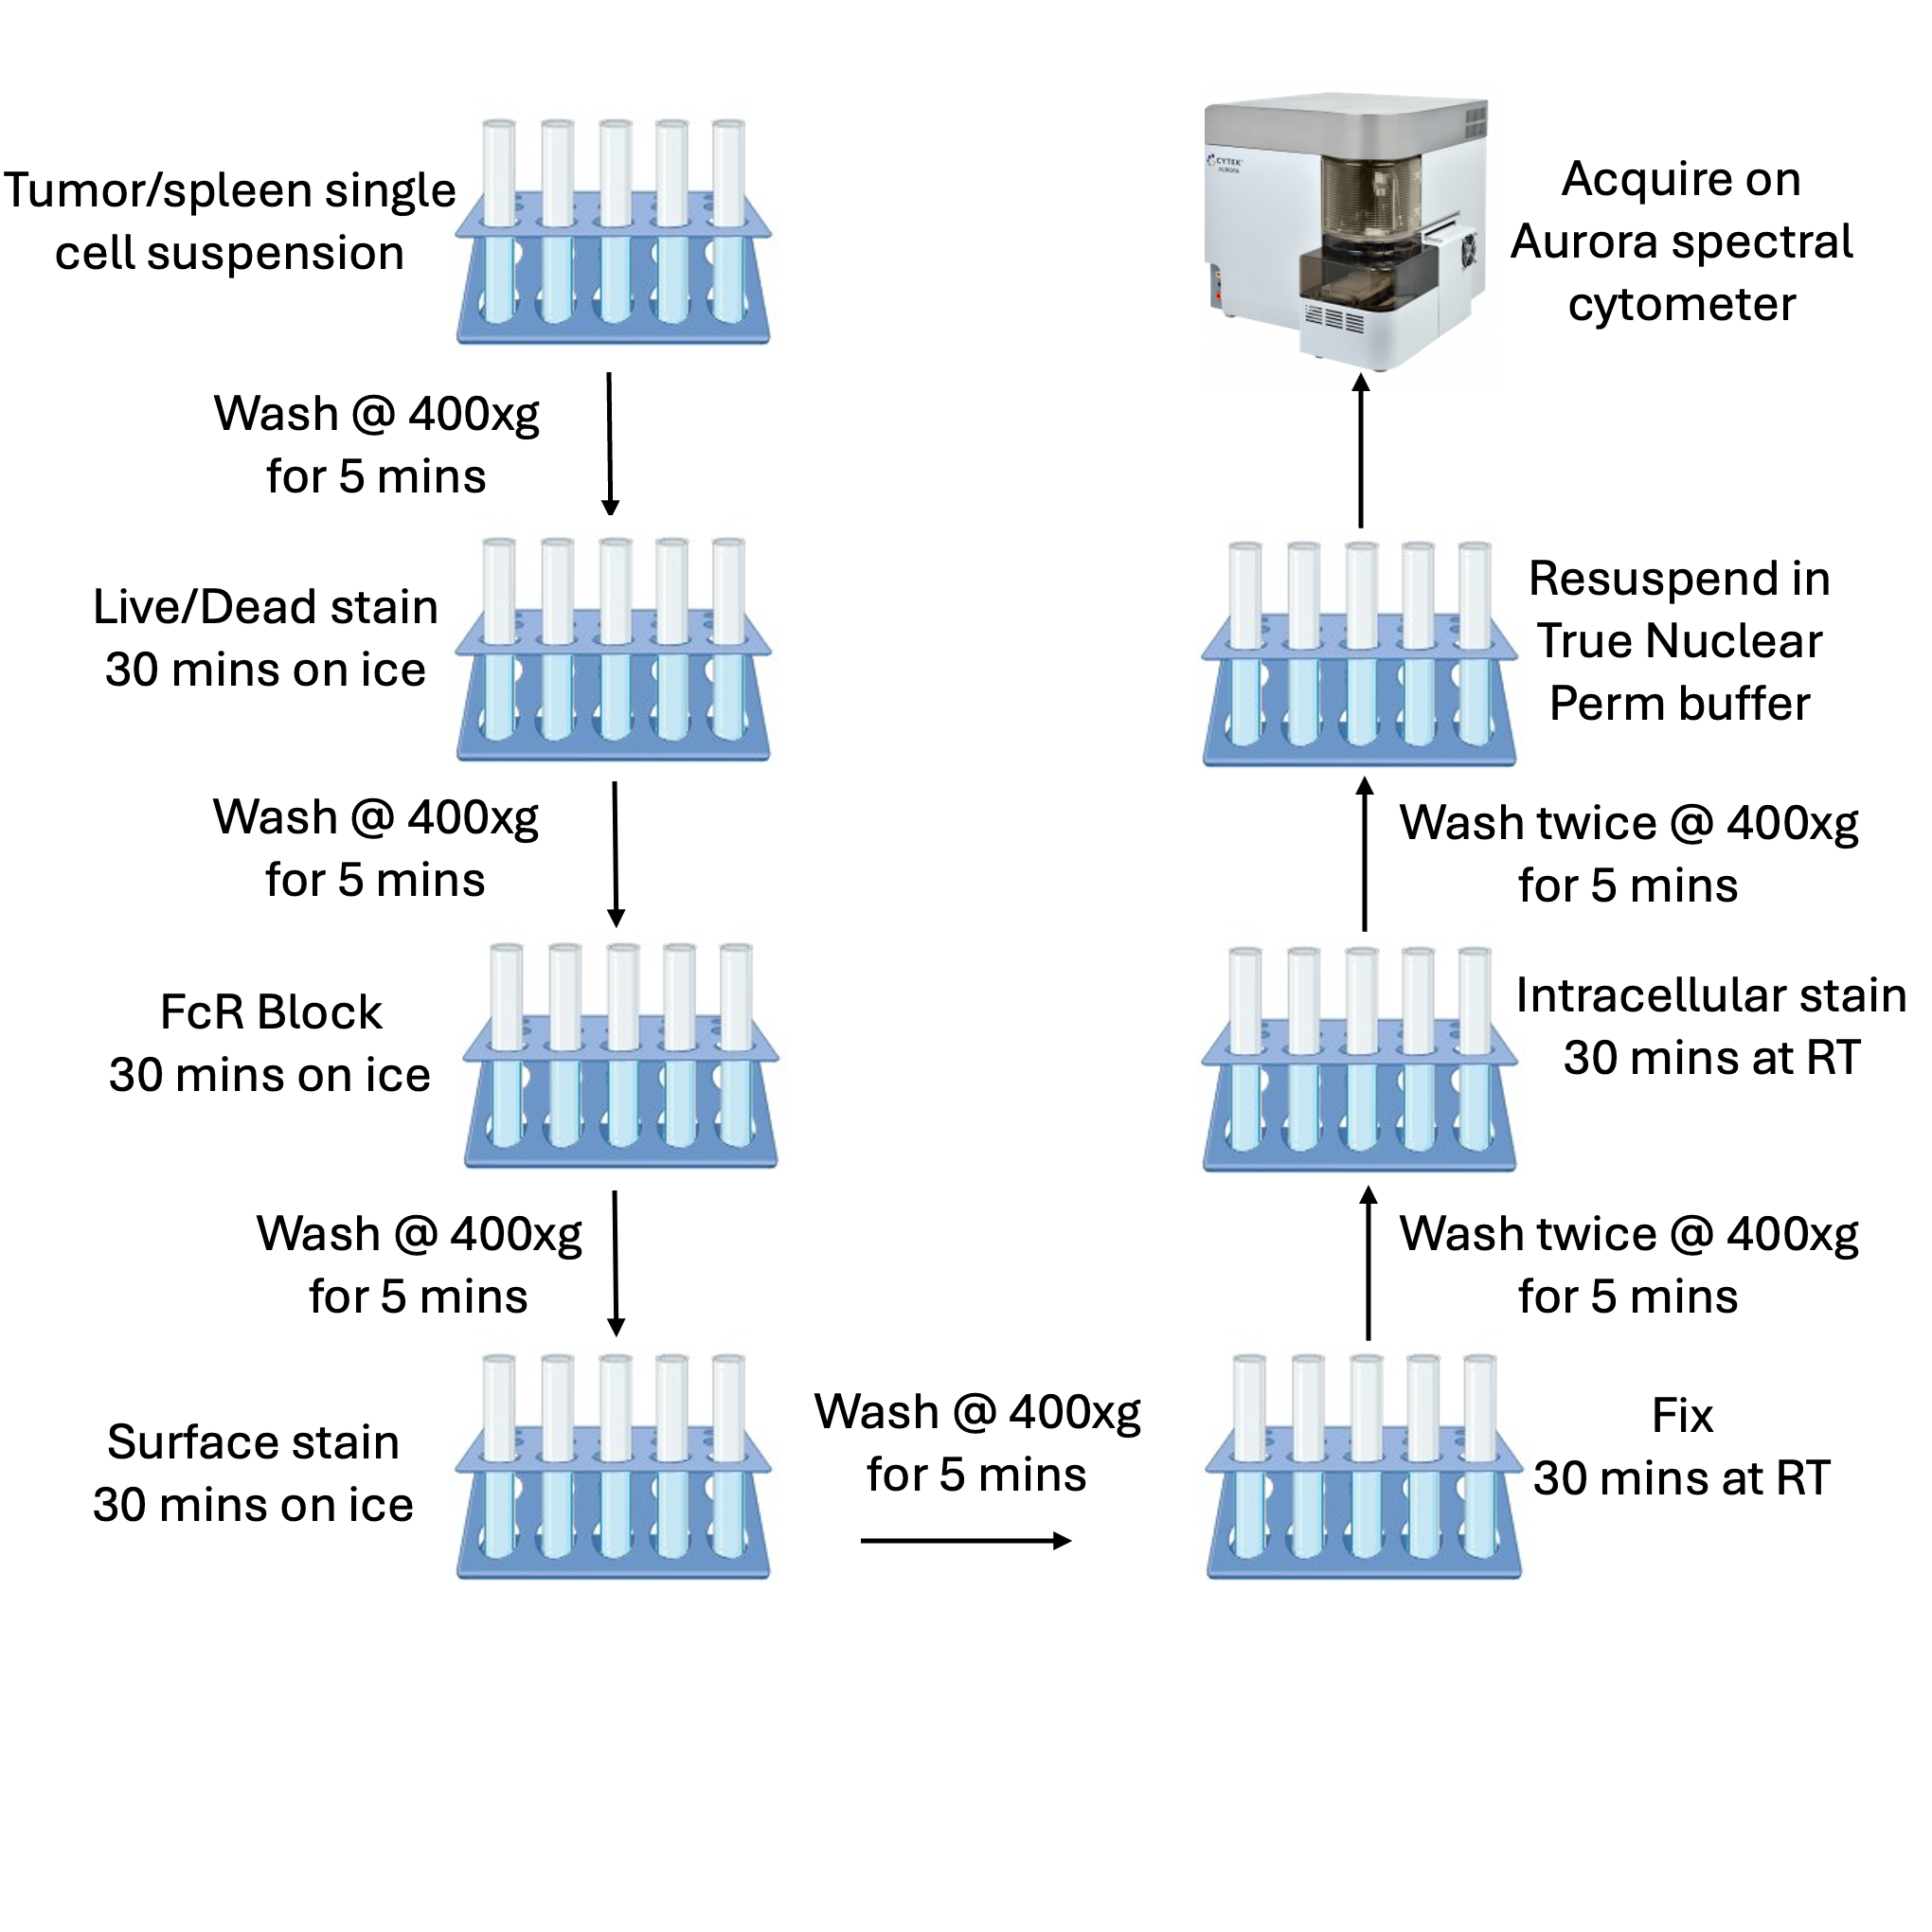 Tumor/spleen single
cell suspension
Wash @ 400xg
for 5 mins
Live/Dead stain
30 mins on ice
Wash @ 400xg
for 5 mins
FcR Block
30 mins on ice
Wash @ 400xg
for 5 mins
Surface stain
30 mins on ice
Wash @ 400xg
for 5 mins
Fix
30 mins at RT
Wash twice @ 400xg
for 5 mins
Intracellular stain
30 mins at RT
Wash twice @ 400xg
for 5 mins
Resuspend in
True Nuclear
Perm buffer
CYTEK
AURORA
Acquire on
Aurora spectral
cytometer